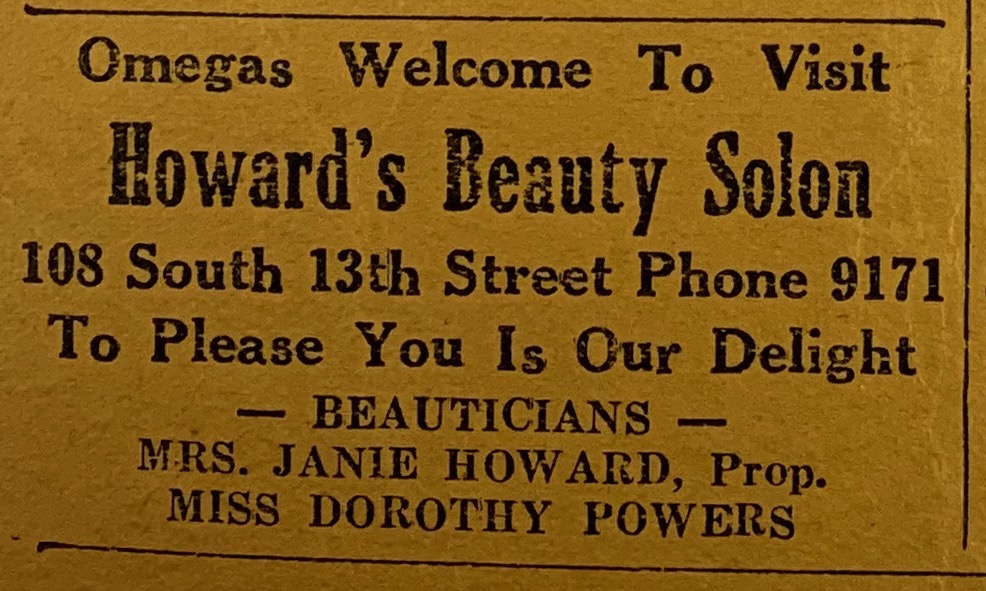 Omegas Welcome To Visit
Howard's Beauty Solon
108 South 13th Street Phone 9171
To Please You Is Our Delight
— BEAUTICIANS —
MRS. JANIE HOWARD, Prop.
MISS DOROTHY POWERS